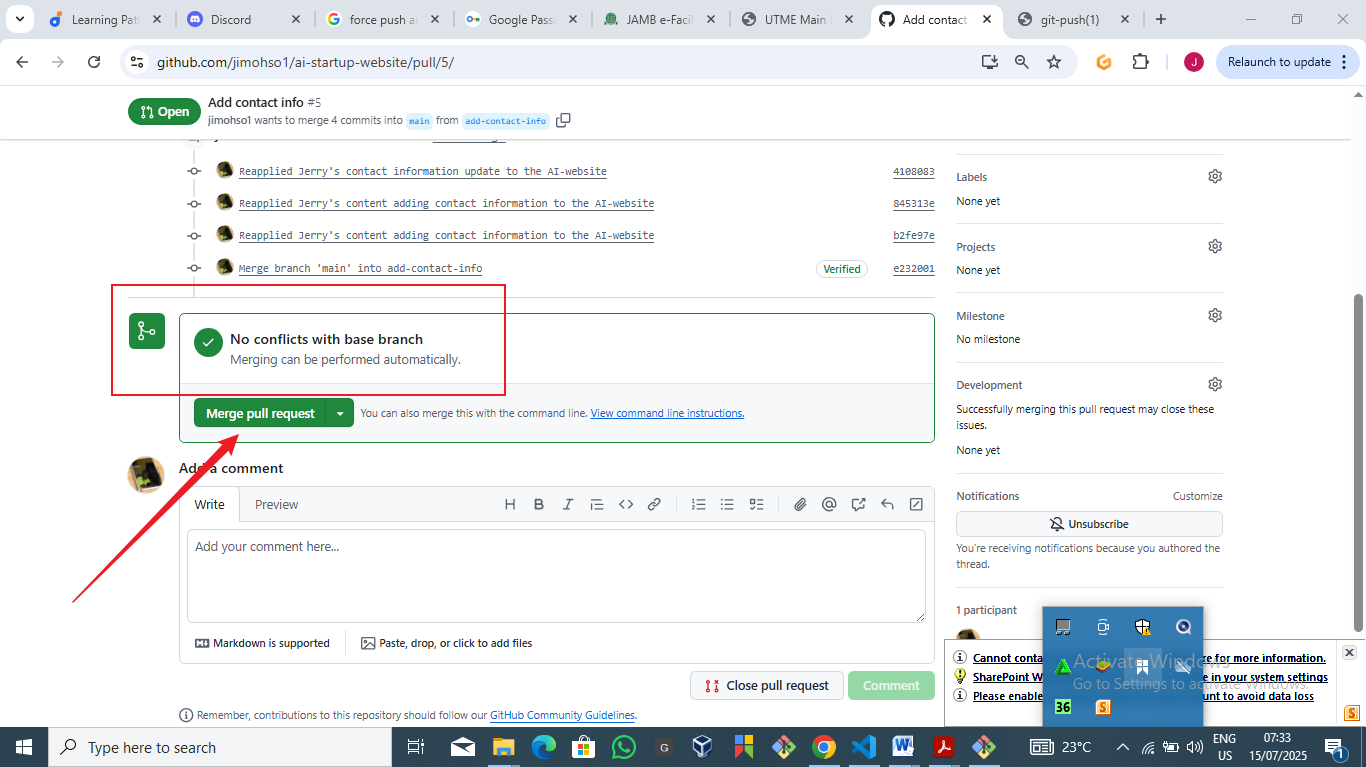 Learning Pat
Discord
force push a
Google Pass
JAMB e-Facil
UTME Main
Add contact
git-push(1)
github.com/jimohso1/ai-startup-website/pull/5/
J
Relaunch to update
Open
Add contact info #5
jimohso1 wants to merge 4 commits into main from add-contact-info
Reapplied Jerry's contact information update to the AI-website 4108083
Reapplied Jerry's content adding contact information to the AI-website 845313e
Reapplied Jerry's content adding contact information to the AI-website b2fe97e
Merge branch 'main' into add-contact-info Verified e232001
No conflicts with base branch
Merging can be performed automatically.
Merge pull request
You can also merge this with the command line. View command line instructions.
Add a comment
Write
Preview
Add your comment here...
Markdown is supported
Paste, drop, or click to add files
Close pull request
Comment
Remember, contributions to this repository should follow our GitHub Community Guidelines.
Labels
None yet
Projects
None yet
Milestone
No milestone
Development
Successfully merging this pull request may close these
issues.
None yet
Notifications
Customize
Unsubscribe
You're receiving notifications because you authored the
thread.
1 participant
36
Cannot conta re for more information.
SharePoint W e in your system settings
Please enable unt to avoid data loss
Activate Windows
Go to Settings to activate Windows.
Type here to search
23°C
ENG
US
07:33
15/07/2025
1